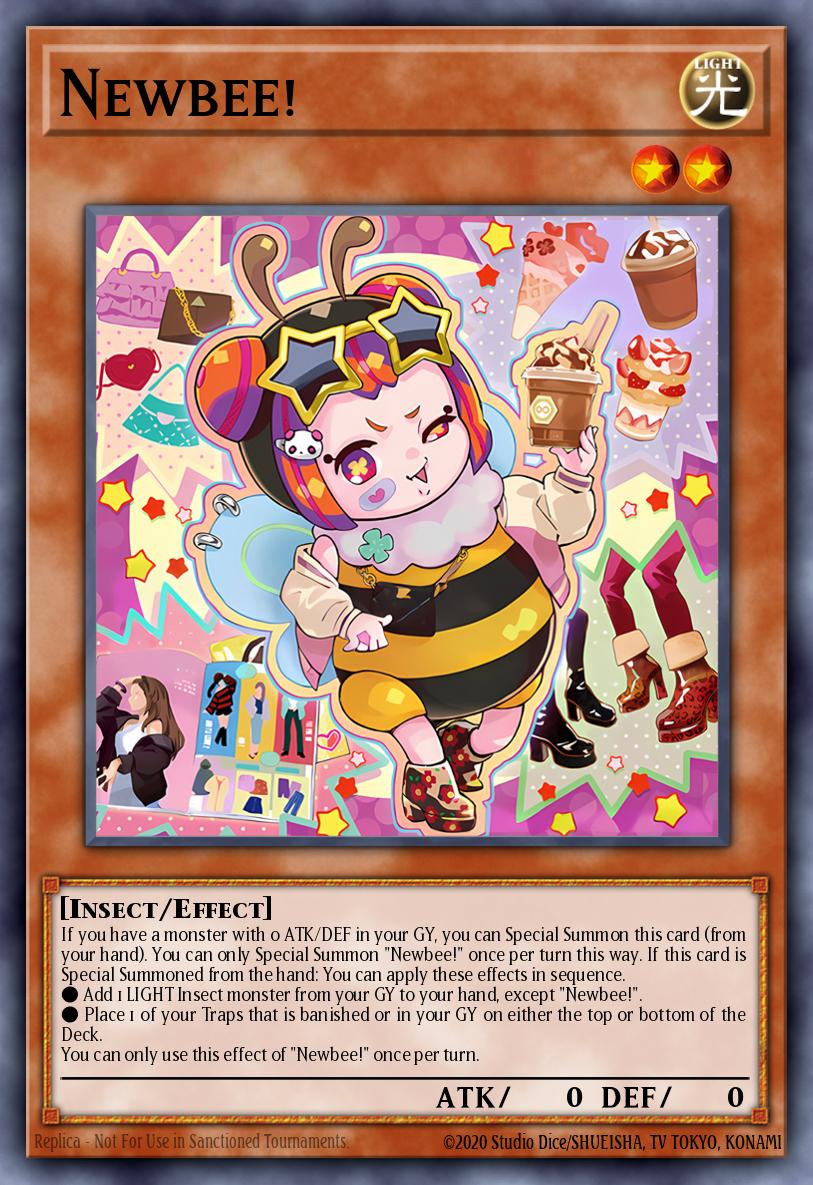 NEWBEE!
LIGHT
光
[INSECT/EFFECT]
If you have a monster with 0 ATK/DEF in your GY, you can Special Summon this card (from
your hand). You can only Special Summon "Newbee!" once per turn this way. If this card is
Special Summoned from the hand: You can apply these effects in sequence.
● Add 1 LIGHT Insect monster from your GY to your hand, except "Newbee!".
● Place 1 of your Traps that is banished or in your GY on either the top or bottom of the
Deck.
You can only use this effect of "Newbee!" once per turn.
ATK/ 0 DEF/ 0
Replica - Not For Use in Sanctioned Tournaments.
©2020 Studio Dice/SHUEISHA, TV TOKYO, KONAMI